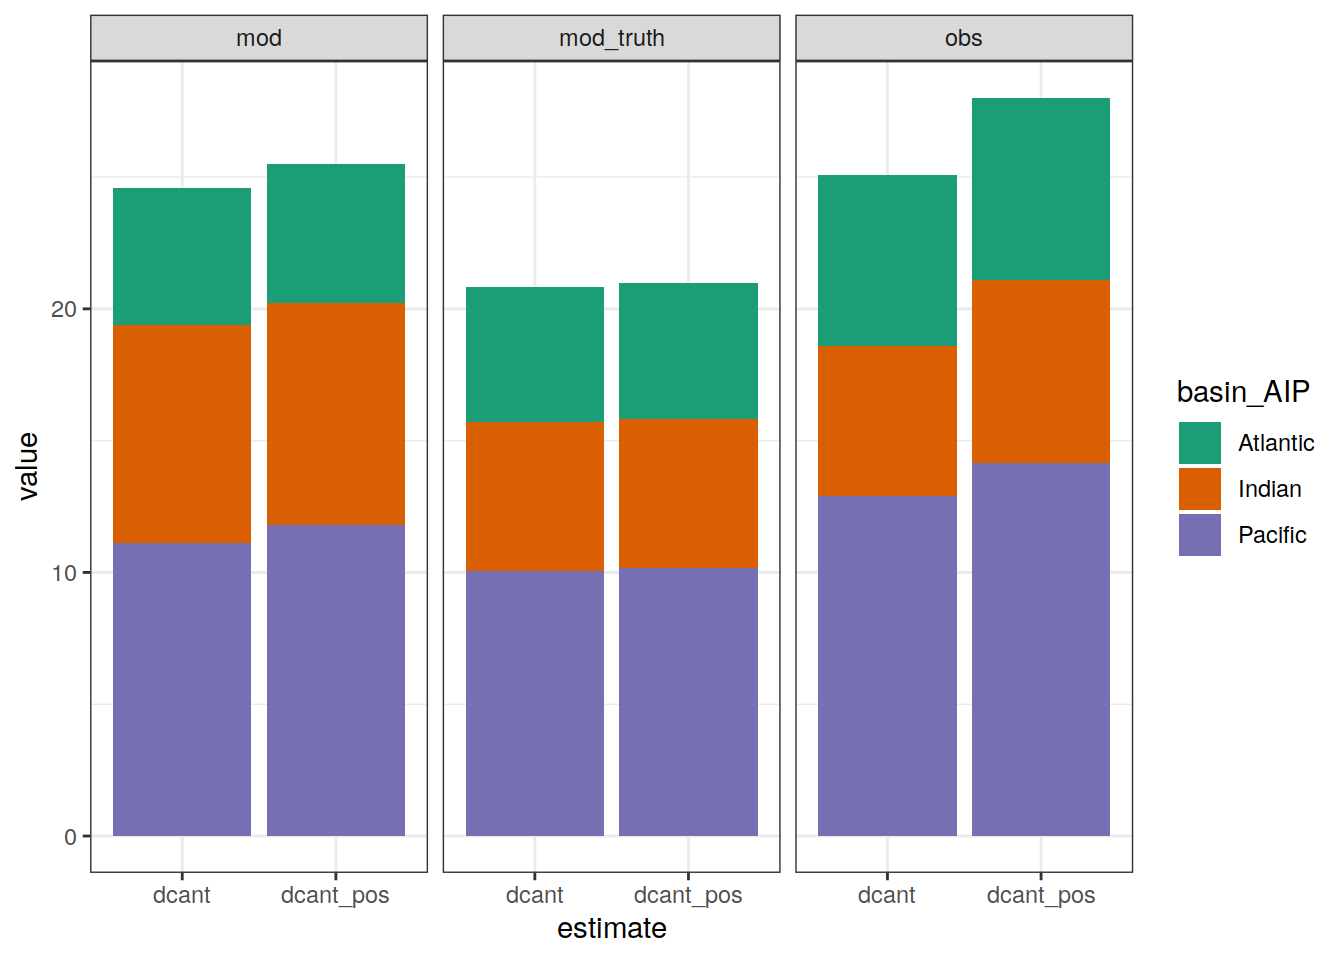 mod
mod_truth
obs
value
20
10
0
dcant
dcant_pos
dcant
dcant_pos
dcant
dcant_pos
estimate
basin_AIP
Atlantic
Indian
Pacific